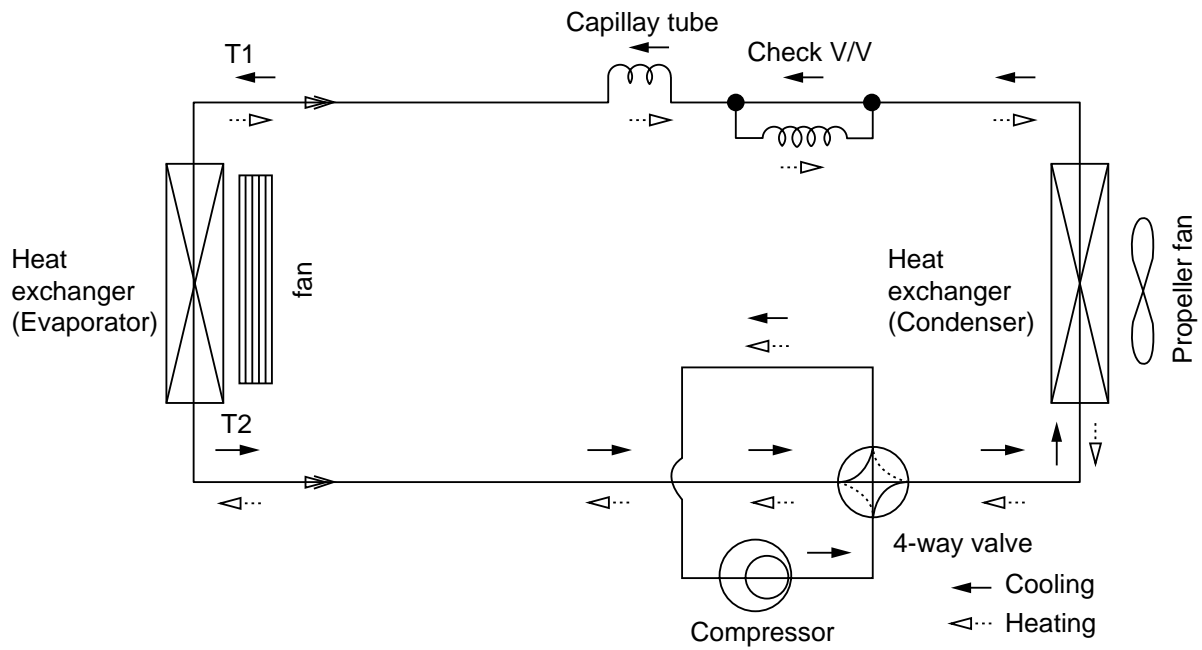 Capillay tube
T1
Check V/V
Heat
exchanger
(Evaporator)
fan
Heat
exchanger
(Condenser)
Propeller fan
T2
4-way valve
Cooling
Compressor
Heating